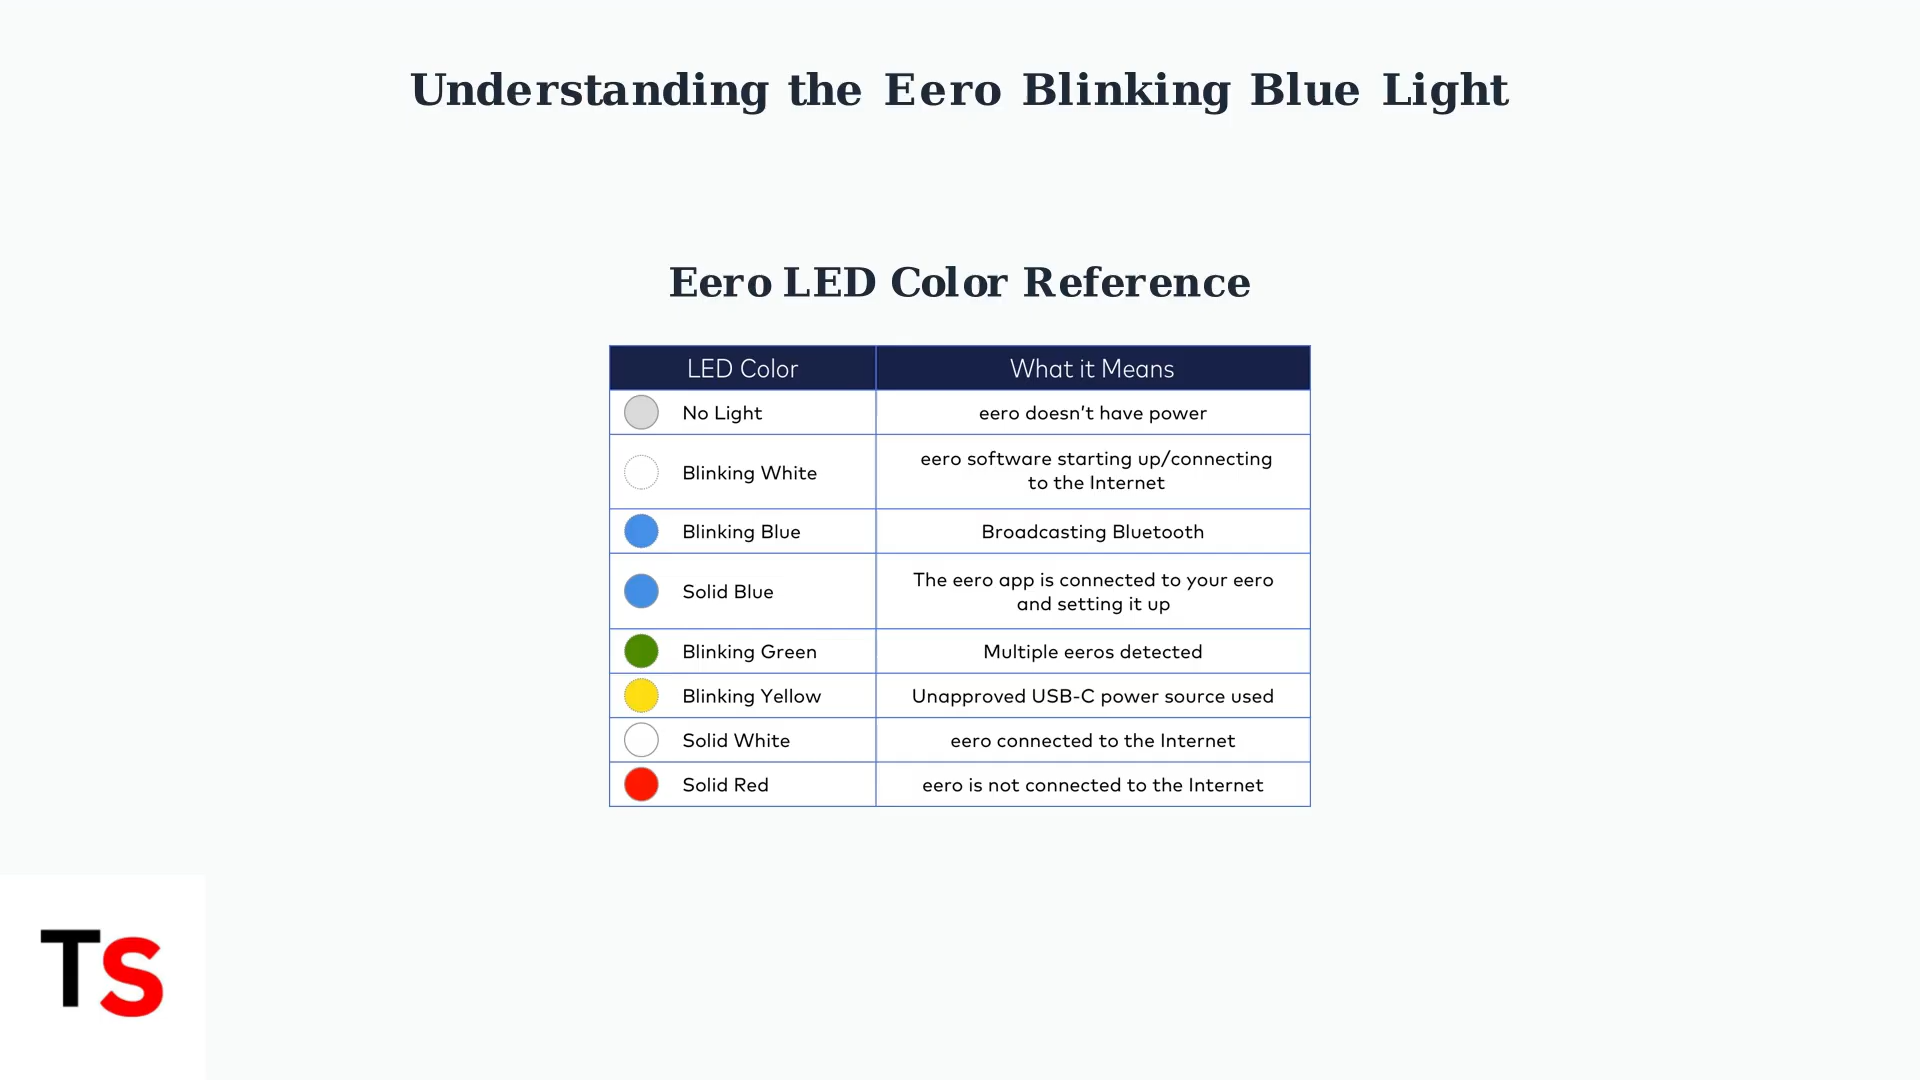 Understanding the Eero Blinking Blue Light
Eero LED Color Reference
LED Color
What it Means
No Light
eero doesn’t have power
Blinking White
eero software starting up/connecting
to the Internet
Blinking Blue
Broadcasting Bluetooth
Solid Blue
The eero app is connected to your eero
and setting it up
Blinking Green
Multiple eeros detected
Blinking Yellow
Unapproved USB-C power source used
Solid White
eero connected to the Internet
Solid Red
eero is not connected to the Internet
TS